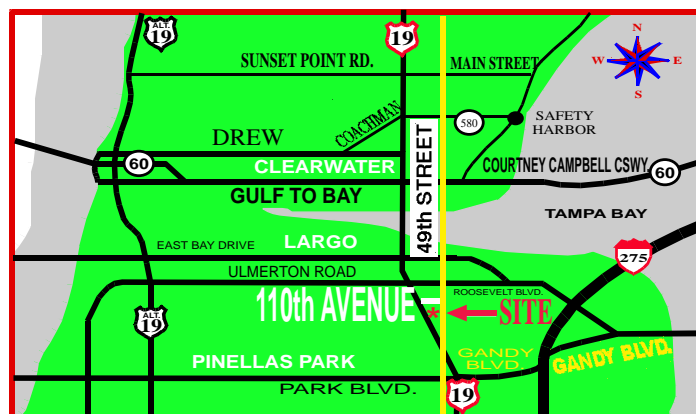 ALT.
19
19
N
W E
S
SUNSET POINT RD.
MAIN STREET
COACHMAN
580
SAFETY
HARBOR
DREW
49th STREET
60
CLEARWATER
COURTNEY CAMPBELL CSWY.
60
GULF TO BAY
TAMPA BAY
EAST BAY DRIVE
LARGO
275
ULMERTON ROAD
ROOSEVELT BLVD.
110th AVENUE
* SITE
ALT.
19
PINELLAS PARK
GANDY
BLVD.
GANDY BLVD.
PARK BLVD.
19